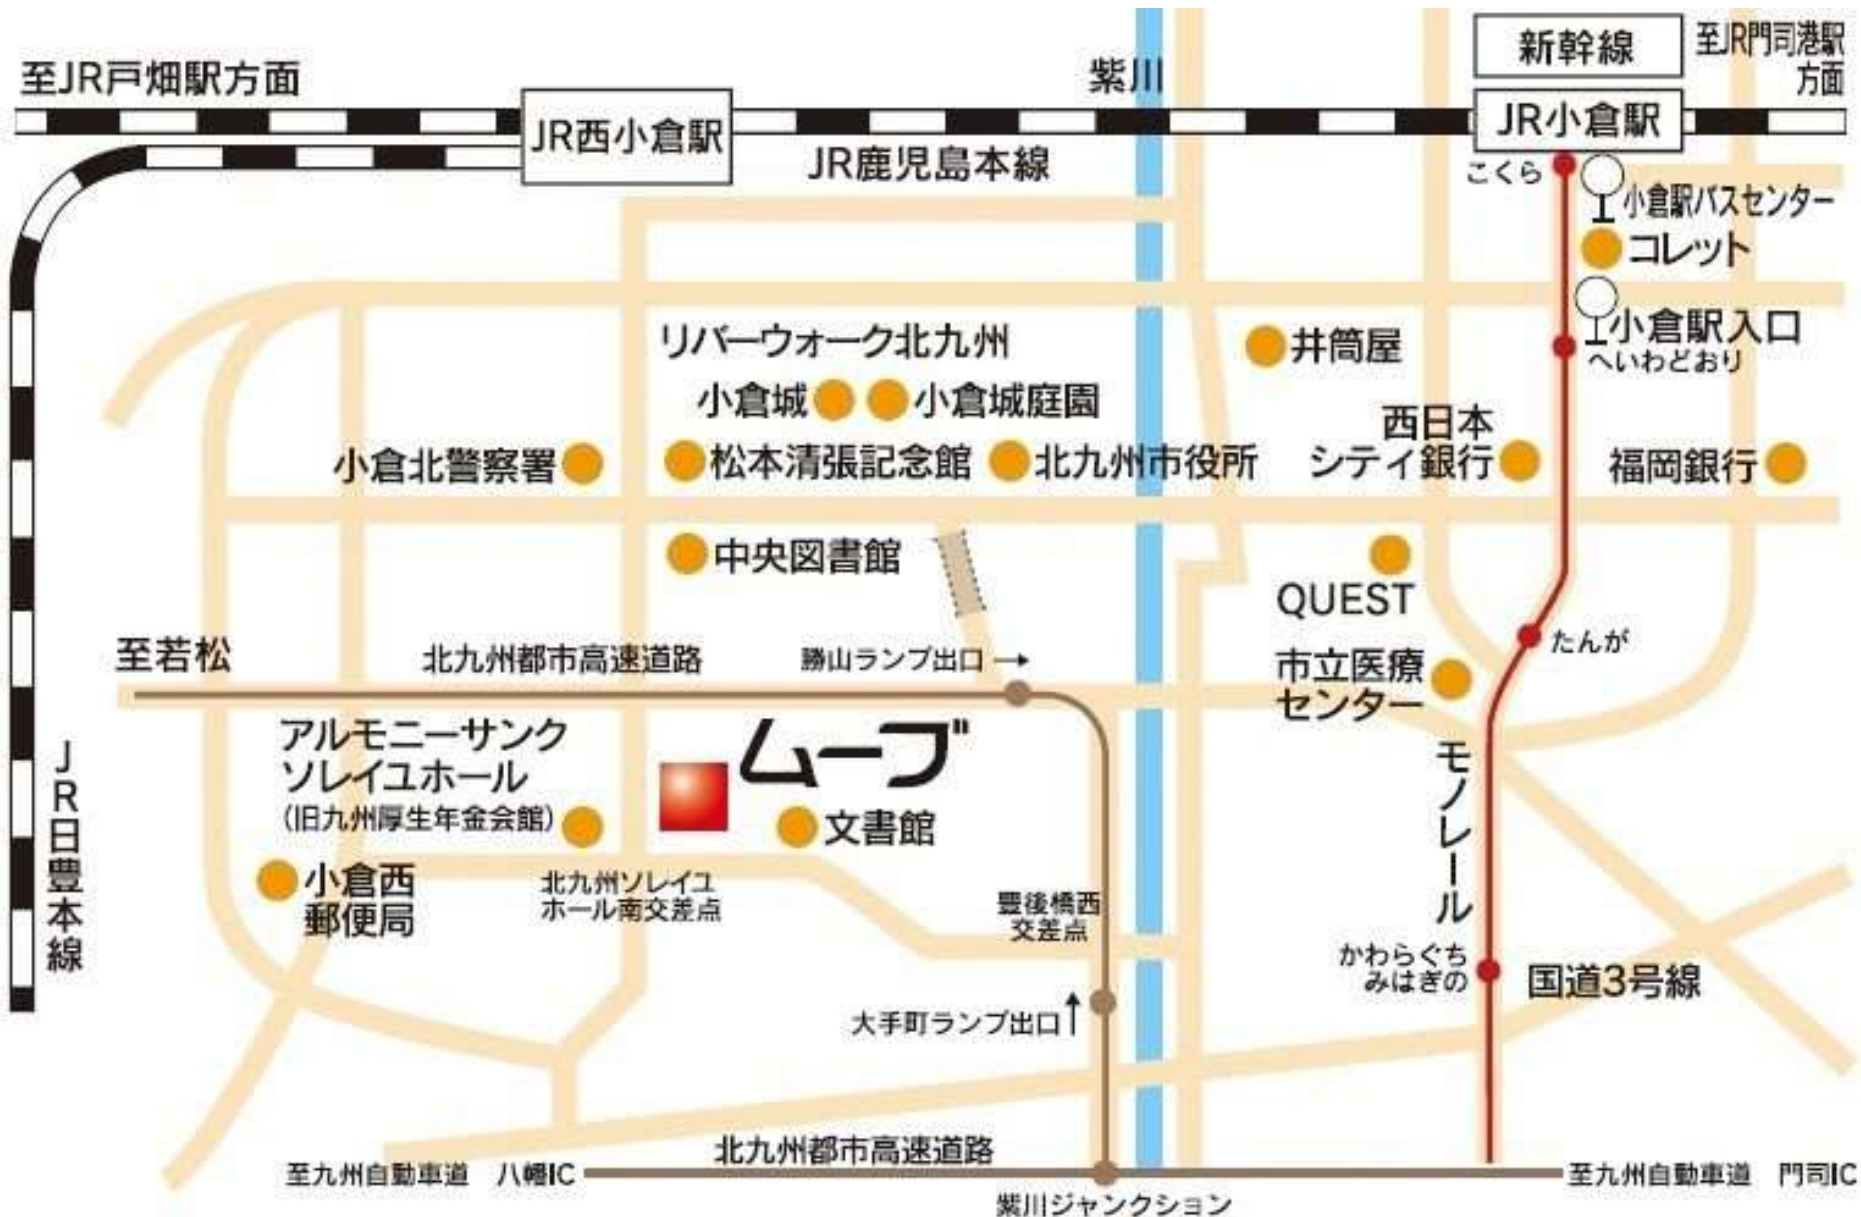 新幹線
至JR門司港駅
方面
至JR戸畑駅方面
紫川
JR西小倉駅
JR小倉駅
JR鹿児島本線
こくら
小倉駅バスセンター
コレット
リバーウォーク北九州
井筒屋
小倉駅入口
へいわどおり
小倉城
小倉城庭園
西日本
シティ銀行
小倉北警察署
松本清張記念館
北九州市役所
福岡銀行
中央図書館
QUEST
至若松
北九州都市高速道路
勝山ランプ出口→
たんが
市立医療
センター
アルモニーサンク
ソレイユホール
(旧九州厚生年金会館)
ムーブ
モノレール
JR日豊本線
文書館
小倉西
郵便局
北九州ソレイユ
ホール南交差点
豊後橋西
交差点
かわらぐち
みはぎの
国道3号線
大手町ランプ出口↑
北九州都市高速道路
至九州自動車道 八幡IC
至九州自動車道 門司IC
紫川ジャンクション